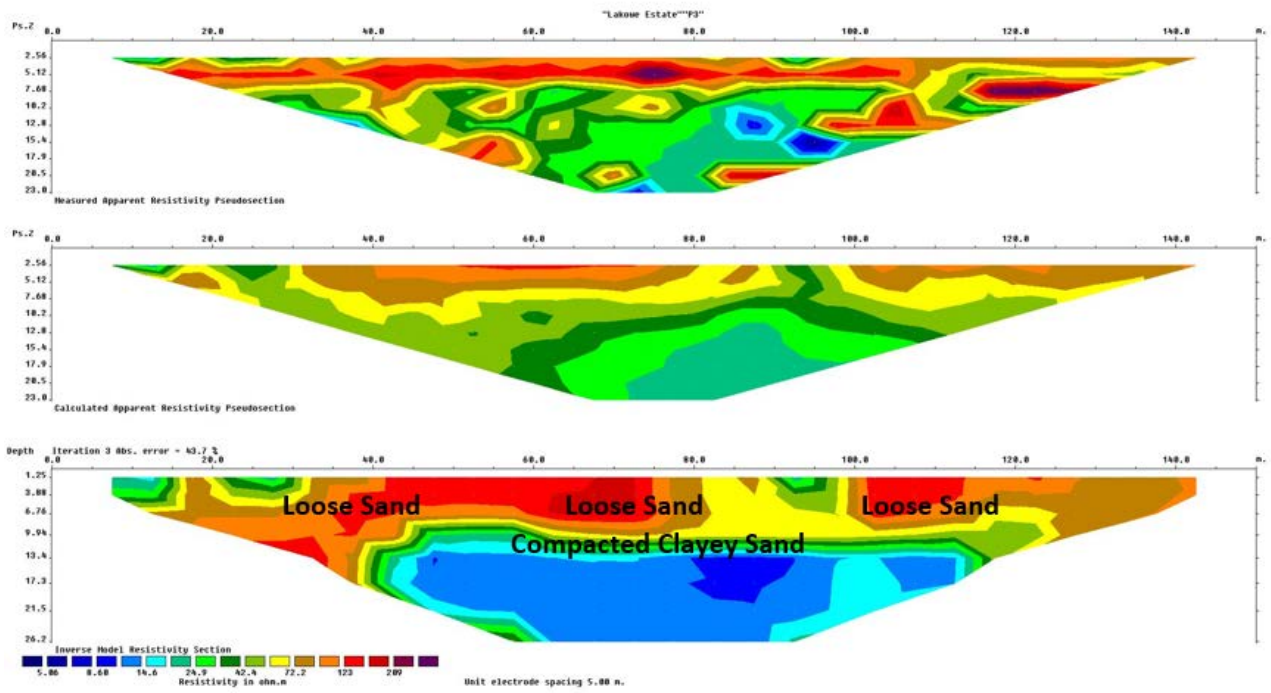 "Lakowe Estate""P3"
Ps.Z 0.0 20.0 40.0 60.0 80.0 100.0 120.0 140.0 m.
2.56
5.12
7.68
10.2
12.8
15.4
17.9
20.5
23.0
Measured Apparent Resistivity Pseudosection
Ps.Z 0.0 20.0 40.0 60.0 80.0 100.0 120.0 140.0 m.
2.56
5.12
7.68
10.2
12.8
15.4
17.9
20.5
23.0
Calculated Apparent Resistivity Pseudosection
Depth Iteration 3 Abs. error = 43.7 %
0.0 20.0 40.0 60.0 80.0 100.0 120.0 140.0 m.
1.25
3.88
6.76
Loose Sand Loose Sand Loose Sand
9.94
Compacted Clayey Sand
13.4
17.3
21.5
26.2
Inverse Model Resistivity Section
5.06 8.60 14.6 24.9 42.4 72.2 123 209
Resistivity in ohm.m Unit electrode spacing 5.00 m.